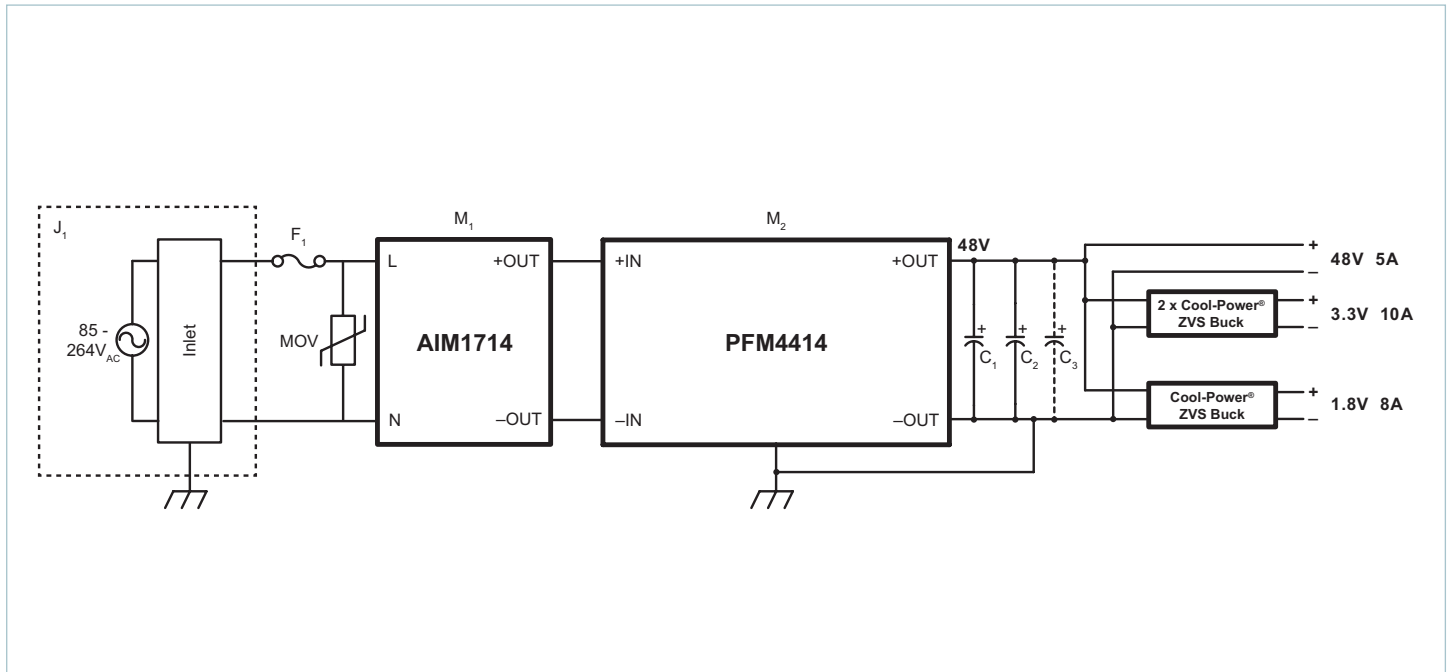 J1
85 -
264VAC
Inlet
F1
MOV
M1
L
+OUT
AIM1714
N
–OUT
M2
+IN
+OUT
PFM4414
–IN
–OUT
48V
+
C1
+
C2
+
C3
+
48V 5A
–
2 x Cool-Power®
ZVS Buck
+
3.3V 10A
–
Cool-Power®
ZVS Buck
+
1.8V 8A
–